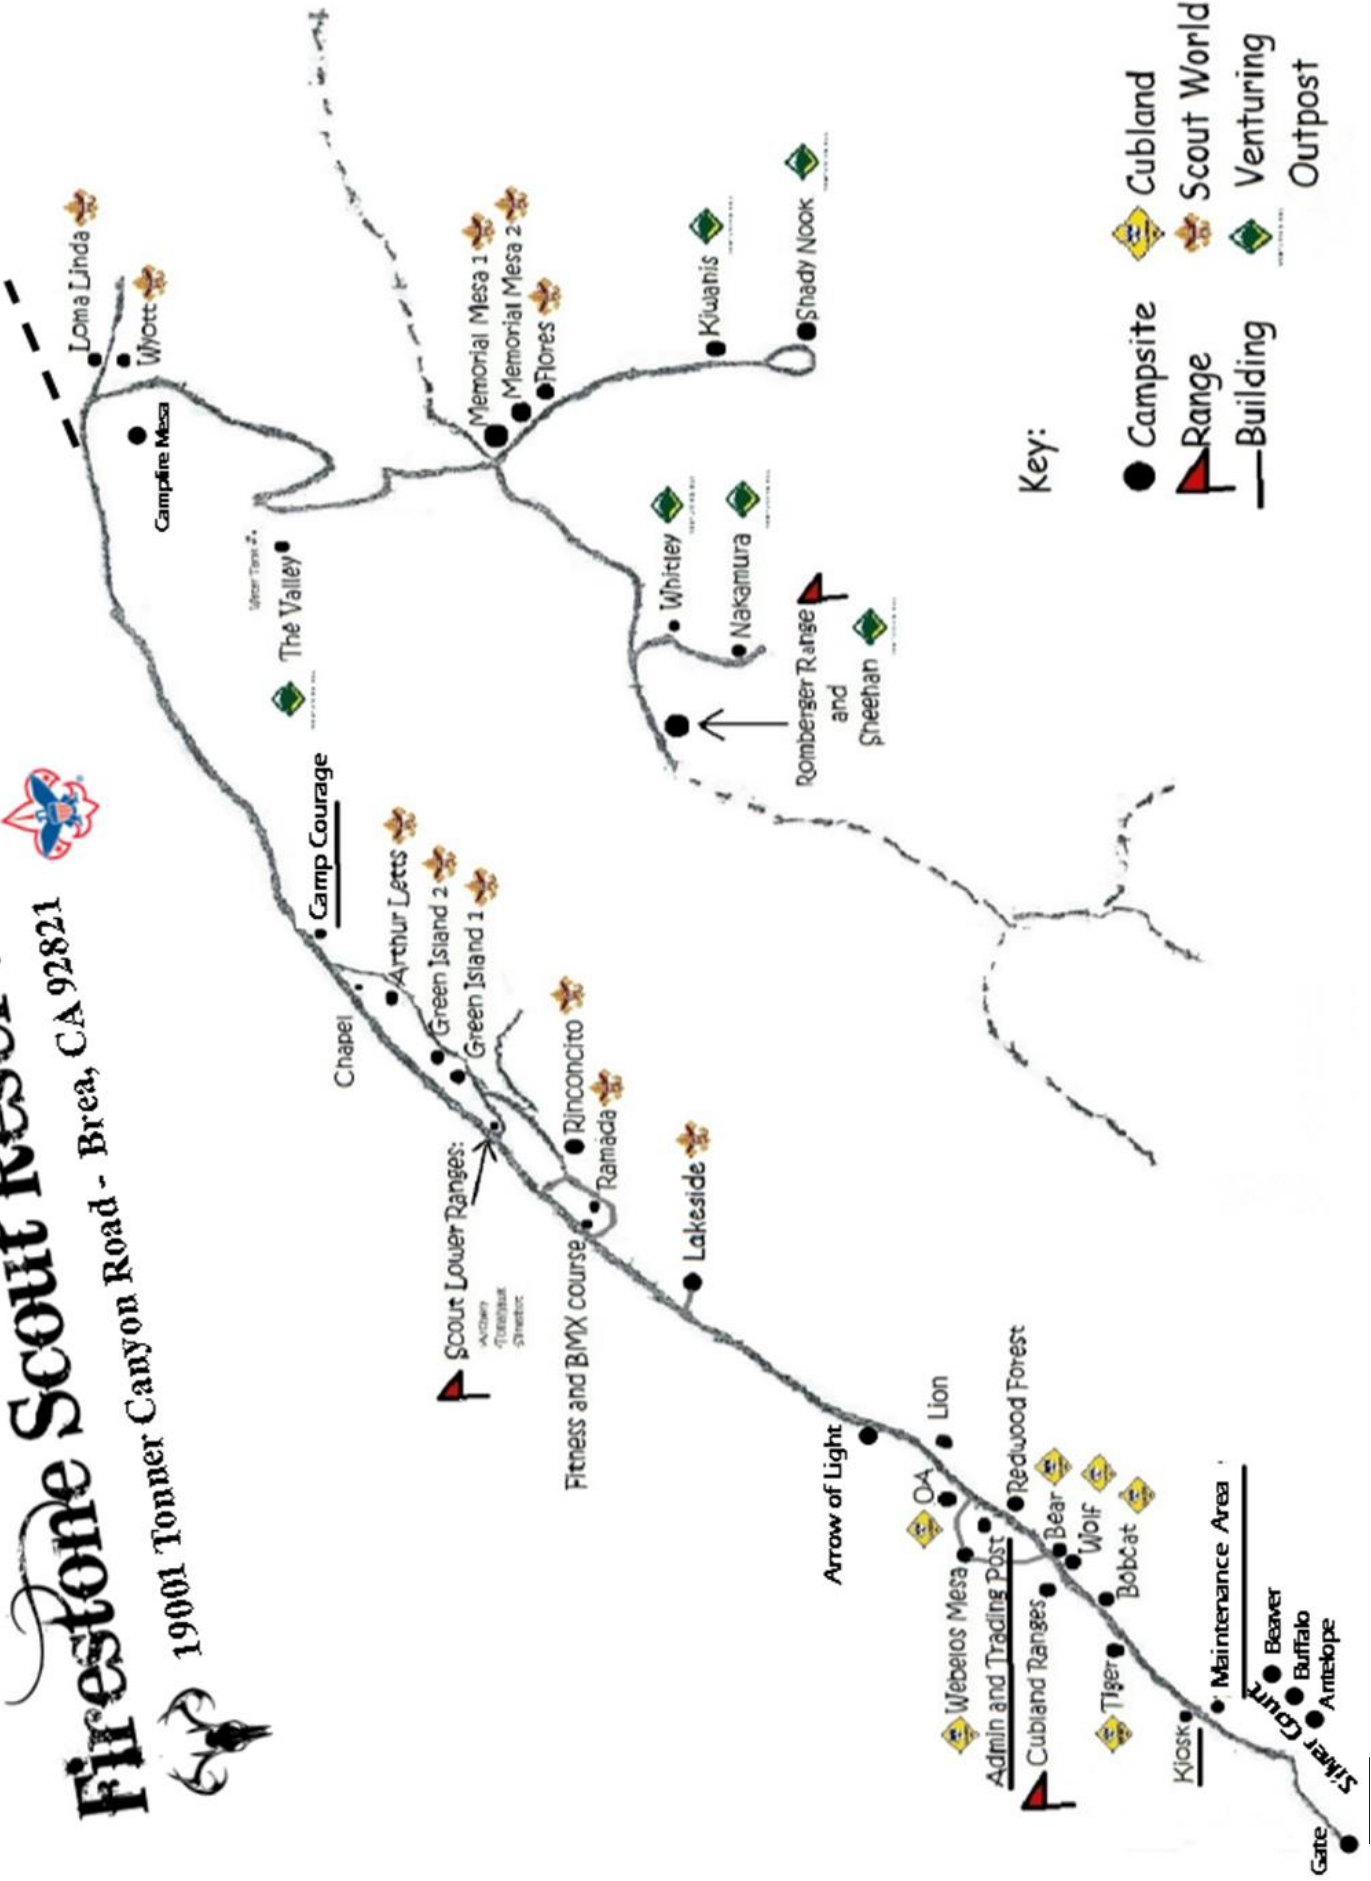 Firestone Scout
19001 Tonner Canyon Road - Brea, CA 92821
Loma Linda
Wyott
Campfire Mesa
The Valley
Memorial Mesa 1
Memorial Mesa 2
Flores
Kiwanis
Shady Nook
Whitley
Nakamura
Romberger Range
and
Sheehan
Camp Courage
Chapel
Arthur Letts
Green Island 2
Green Island 1
Scout Lower Ranges:
Rinconcito
Ramada
Fitness and BMX course
Lakeside
Arrow of Light
Lion
OA
Redwood Forest
Webelos Mesa
Admin and Trading Post
Bear
Wolf
Cubland Ranges
Bobcat
Tiger
Kiosk
Maintenance Area
Beaver
Buffalo
Antelope
Silver Court
Gate
Key:
Campsite
Range
Building
Cubland
Scout World
Venturing
Outpost